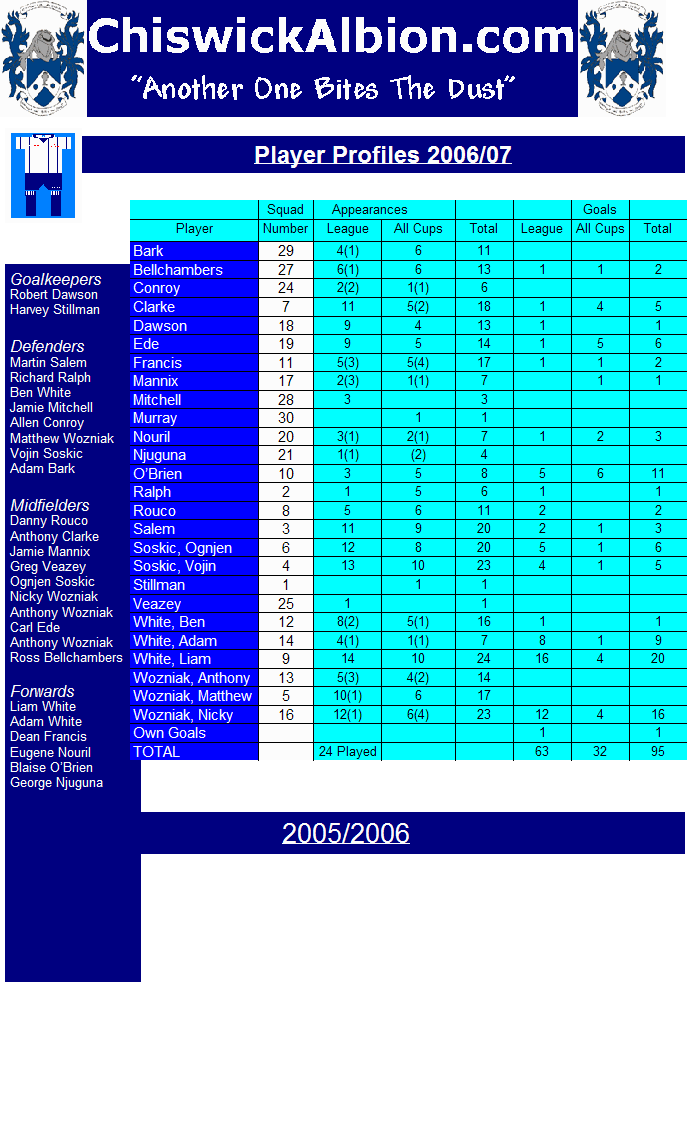 ChiswickAlbion.com
"Another One Bites The Dust"
Player Profiles 2006/07
Goalkeepers
Robert Dawson
Harvey Stillman
Defenders
Martin Salem
Richard Ralph
Ben White
Jamie Mitchell
Allen Conroy
Matthew Wozniak
Vojin Soskic
Adam Bark
Midfielders
Danny Rouco
Anthony Clarke
Jamie Mannix
Greg Veazey
Ognjen Soskic
Nicky Wozniak
Anthony Wozniak
Carl Ede
Anthony Wozniak
Ross Bellchambers
Forwards
Liam White
Adam White
Dean Francis
Eugene Nouril
Blaise O'Brien
George Njuguna
Squad Appearances Goals
Player Number League All Cups Total League All Cups Total
Bark 29 4(1) 6 11
Bellchambers 27 6(1) 6 13 1 1 2
Conroy 24 2(2) 1(1) 6
Clarke 7 11 5(2) 18 1 4 5
Dawson 18 9 4 13 1 1
Ede 19 9 5 14 1 5 6
Francis 11 5(3) 5(4) 17 1 1 2
Mannix 17 2(3) 1(1) 7 1 1
Mitchell 28 3 3
Murray 30 1 1
Nouril 20 3(1) 2(1) 7 1 2 3
Njuguna 21 1(1) (2) 4
O'Brien 10 3 5 8 5 6 11
Ralph 2 1 5 6 1 1
Rouco 8 5 6 11 2 2
Salem 3 11 9 20 2 1 3
Soskic, Ognjen 6 12 8 20 5 1 6
Soskic, Vojin 4 13 10 23 4 1 5
Stillman 1 1 1
Veazey 25 1 1
White, Ben 12 8(2) 5(1) 16 1 1
White, Adam 14 4(1) 1(1) 7 8 1 9
White, Liam 9 14 10 24 16 4 20
Wozniak, Anthony 13 5(3) 4(2) 14
Wozniak, Matthew 5 10(1) 6 17
Wozniak, Nicky 16 12(1) 6(4) 23 12 4 16
Own Goals 1 1
TOTAL 24 Played 63 32 95
2005/2006